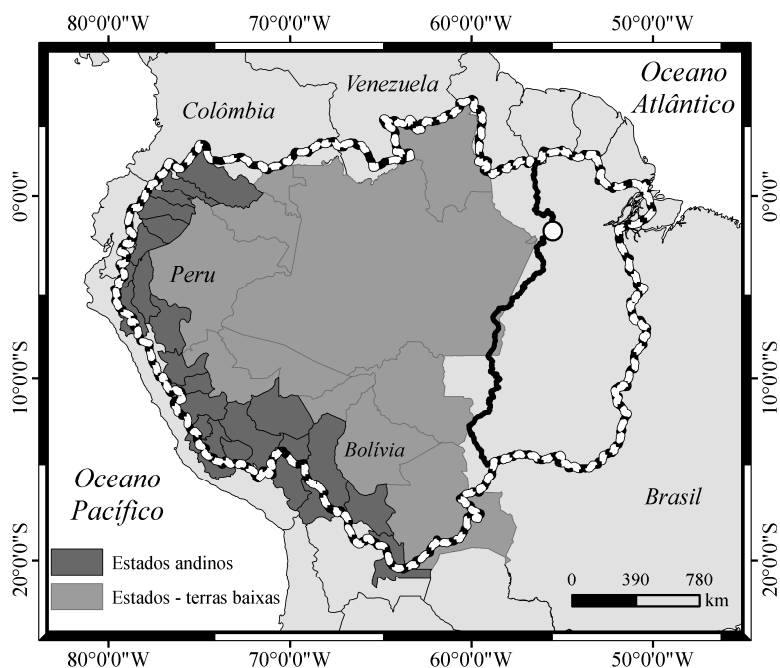 80°0'0"W 70°0'0"W 60°0'0"W 50°0'0"W
Oceano
Atlântico
Venezuela
Colômbia
0°0'0"
0°0'0"
Peru
10°0'0"S
10°0'0"S
Bolívia
Oceano
Pacífico
Brasil
20°0'0"S
20°0'0"S
Estados andinos
Estados - terras baixas
0 390 780
km
80°0'0"W 70°0'0"W 60°0'0"W 50°0'0"W